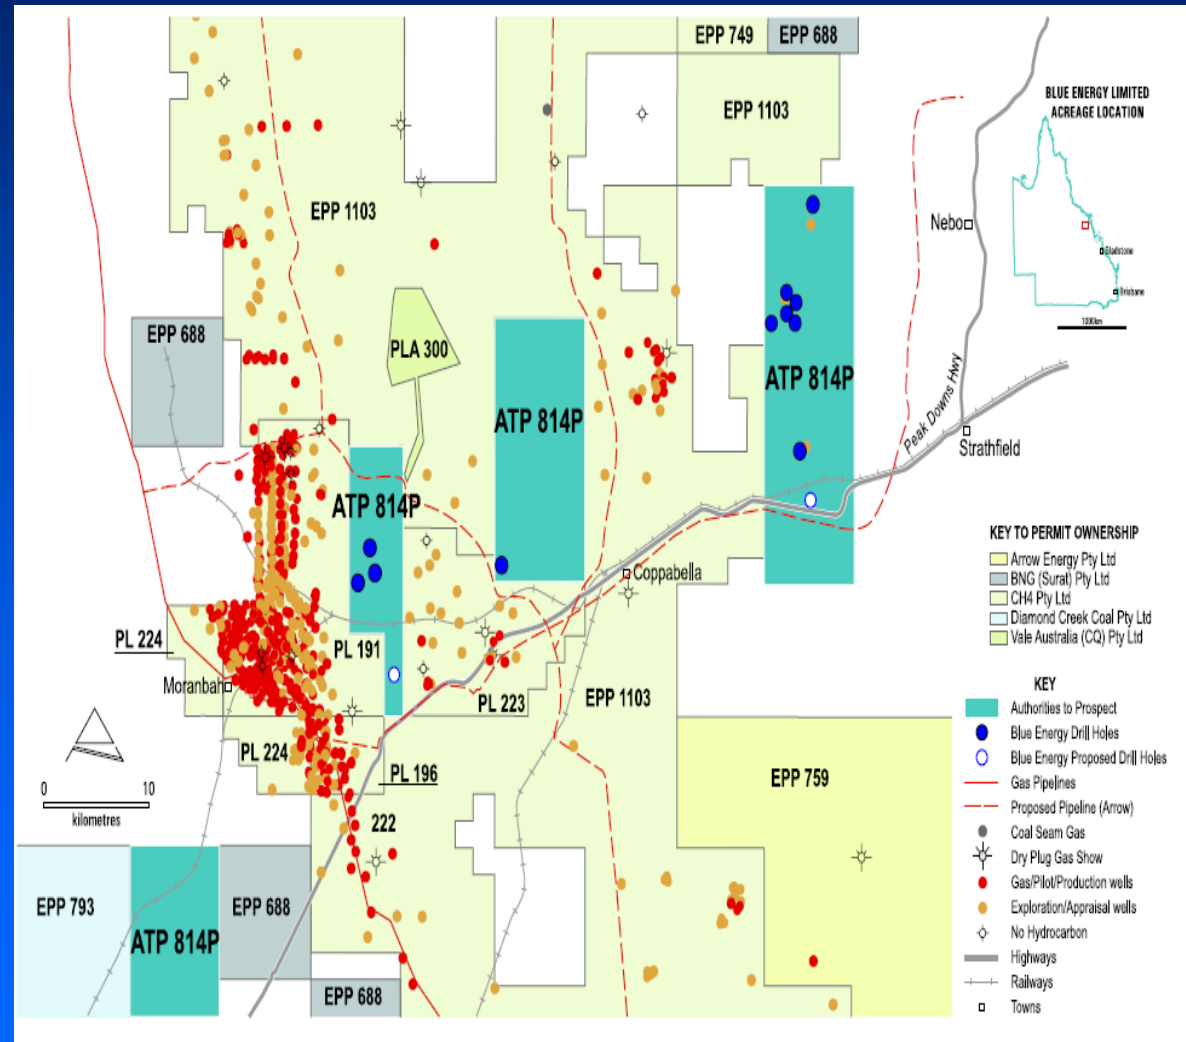 EPP 749
EPP 688
EPP 1103
BLUE ENERGY LIMITED
ACREAGE LOCATION
Gladstone
Brisbane
1000km
EPP 1103
Nebo
EPP 688
PLA 300
ATP 814P
ATP 814P
Peak Downs Hwy
Strathfield
ATP 814P
Coppabella
PL 224
PL 191
Moranbah
PL 223
EPP 1103
PL 224
PL 196
EPP 759
0 10
kilometres
222
EPP 793
ATP 814P
EPP 688
EPP 688
KEY TO PERMIT OWNERSHIP
Arrow Energy Pty Ltd
BNG (Surat) Pty Ltd
CH4 Pty Ltd
Diamond Creek Coal Pty Ltd
Vale Australia (CQ) Pty Ltd
KEY
Authorities to Prospect
Blue Energy Drill Holes
Blue Energy Proposed Drill Holes
Gas Pipelines
Proposed Pipeline (Arrow)
Coal Seam Gas
Dry Plug Gas Show
Gas/Pilot/Production wells
Exploration/Appraisal wells
No Hydrocarbon
Highways
Railways
Towns